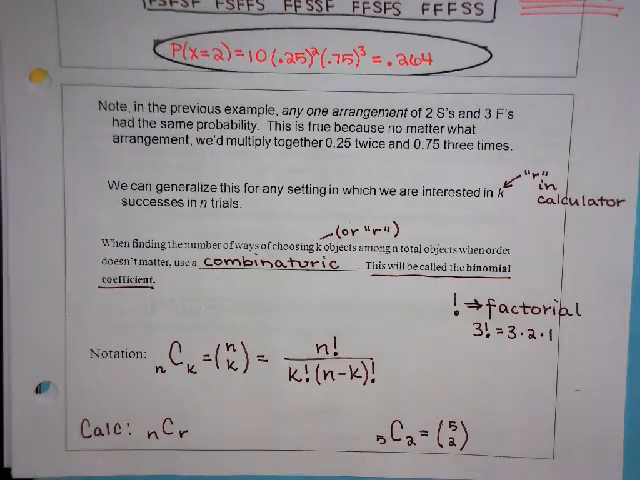 FSFSF FSFFS FFSSF FFSFS FFFSS
P(X=2)=10(.25)²(.75)³=.264
Note, in the previous example, any one arrangement of 2 S's and 3 F's
had the same probability. This is true because no matter what
arrangement, we'd multiply together 0.25 twice and 0.75 three times.
We can generalize this for any setting in which we are interested in k
successes in n trials.
"r"
in
calculator
(or "r")
When finding the number of ways of choosing k objects among n total objects when order
doesn't matter, use a combinatoric. This will be called the binomial
coefficient.
! ⇒ factorial
3! = 3·2·1
Notation: nCk = (n k) = n! / k!(n-k)!
Calc: nCr
5C2 = (5 2)